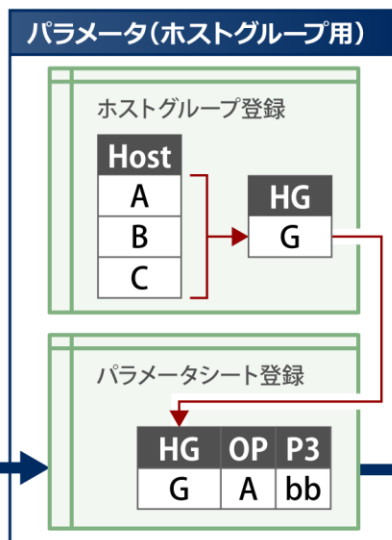 パラメータ(ホストグループ用)
ホストグループ登録
Host
A
B
C
HG
G
パラメータシート登録
HG OP P3
G A bb